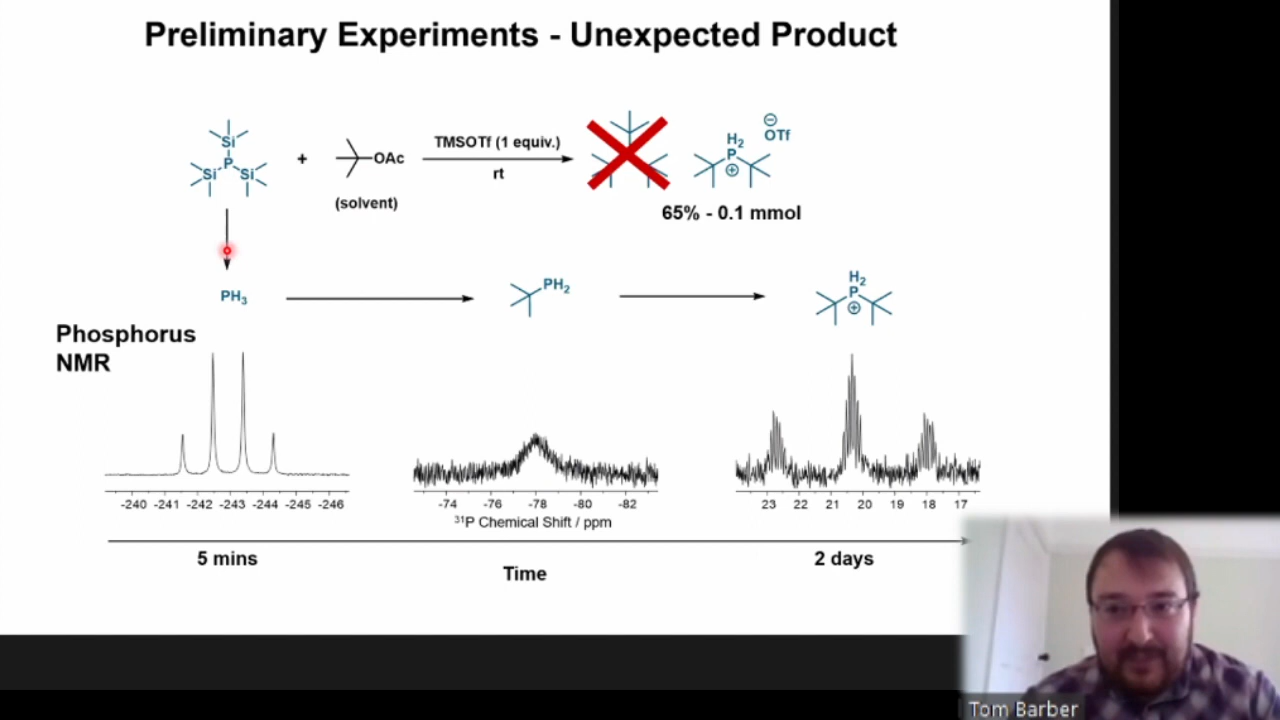 Preliminary Experiments - Unexpected Product
Si
P
Si
Si
+
OAc
(solvent)
TMSOTf (1 equiv.)
rt
H2
P
⊕
⊖
OTf
65% - 0.1 mmol
PH3
PH2
H2
P
⊕
Phosphorus
NMR
-240 -241 -242 -243 -244 -245 -246
-74 -76 -78 -80 -82
23 22 21 20 19 18 17
31P Chemical Shift / ppm
5 mins
2 days
Time
Tom Barber